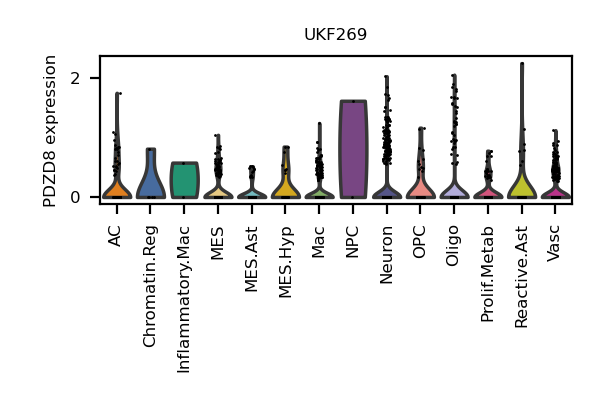 UKF269
PDZD8 expression
2
0
AC
Chromatin.Reg
Inflammatory.Mac
MES
MES.Ast
MES.Hyp
Mac
NPC
Neuron
OPC
Oligo
Prolif.Metab
Reactive.Ast
Vasc